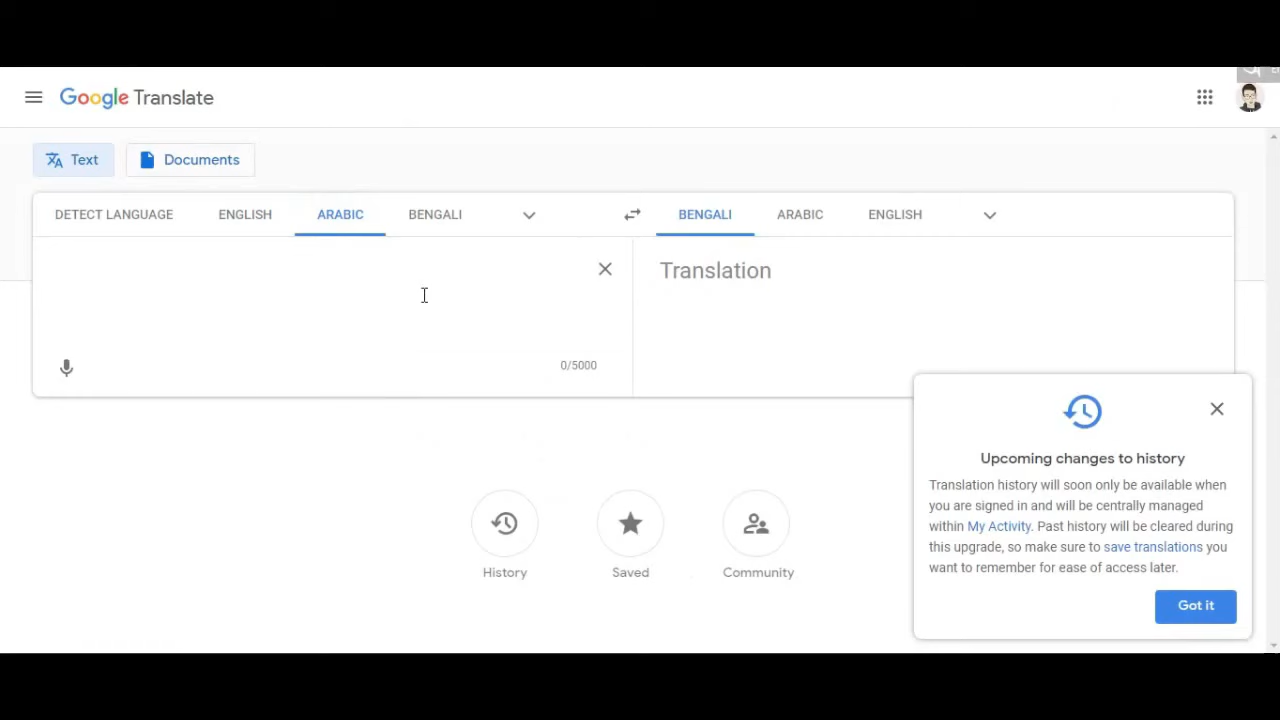 Google Translate
Text
Documents
DETECT LANGUAGE ENGLISH ARABIC BENGALI
BENGALI ARABIC ENGLISH
Translation
0/5000
History
Saved
Community
Upcoming changes to history
Translation history will soon only be available when
you are signed in and will be centrally managed
within My Activity. Past history will be cleared during
this upgrade, so make sure to save translations you
want to remember for ease of access later.
Got it